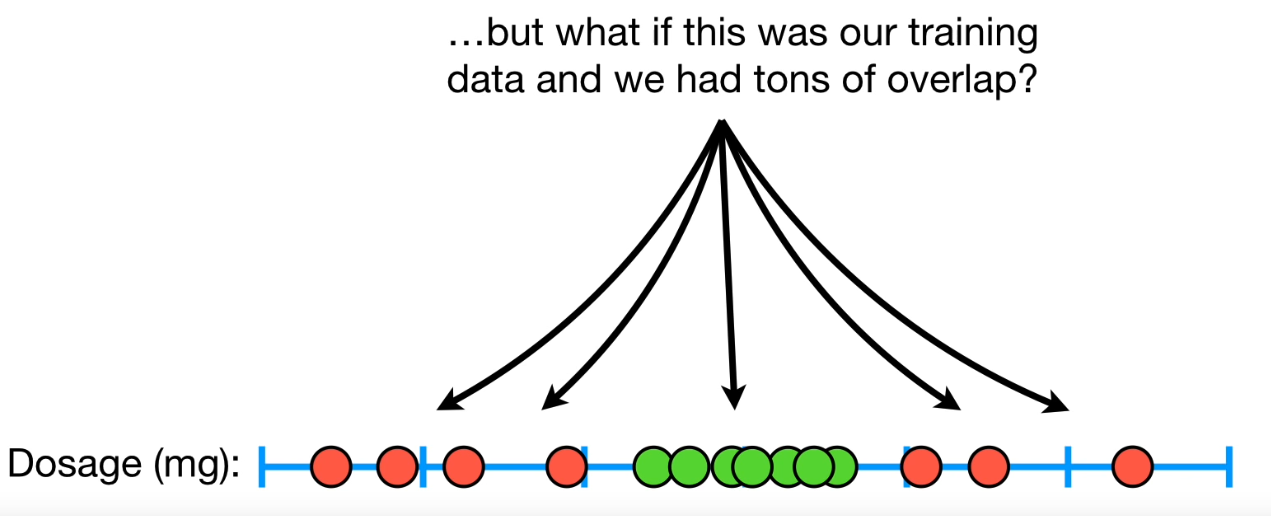 …but what if this was our training
data and we had tons of overlap?
Dosage (mg):